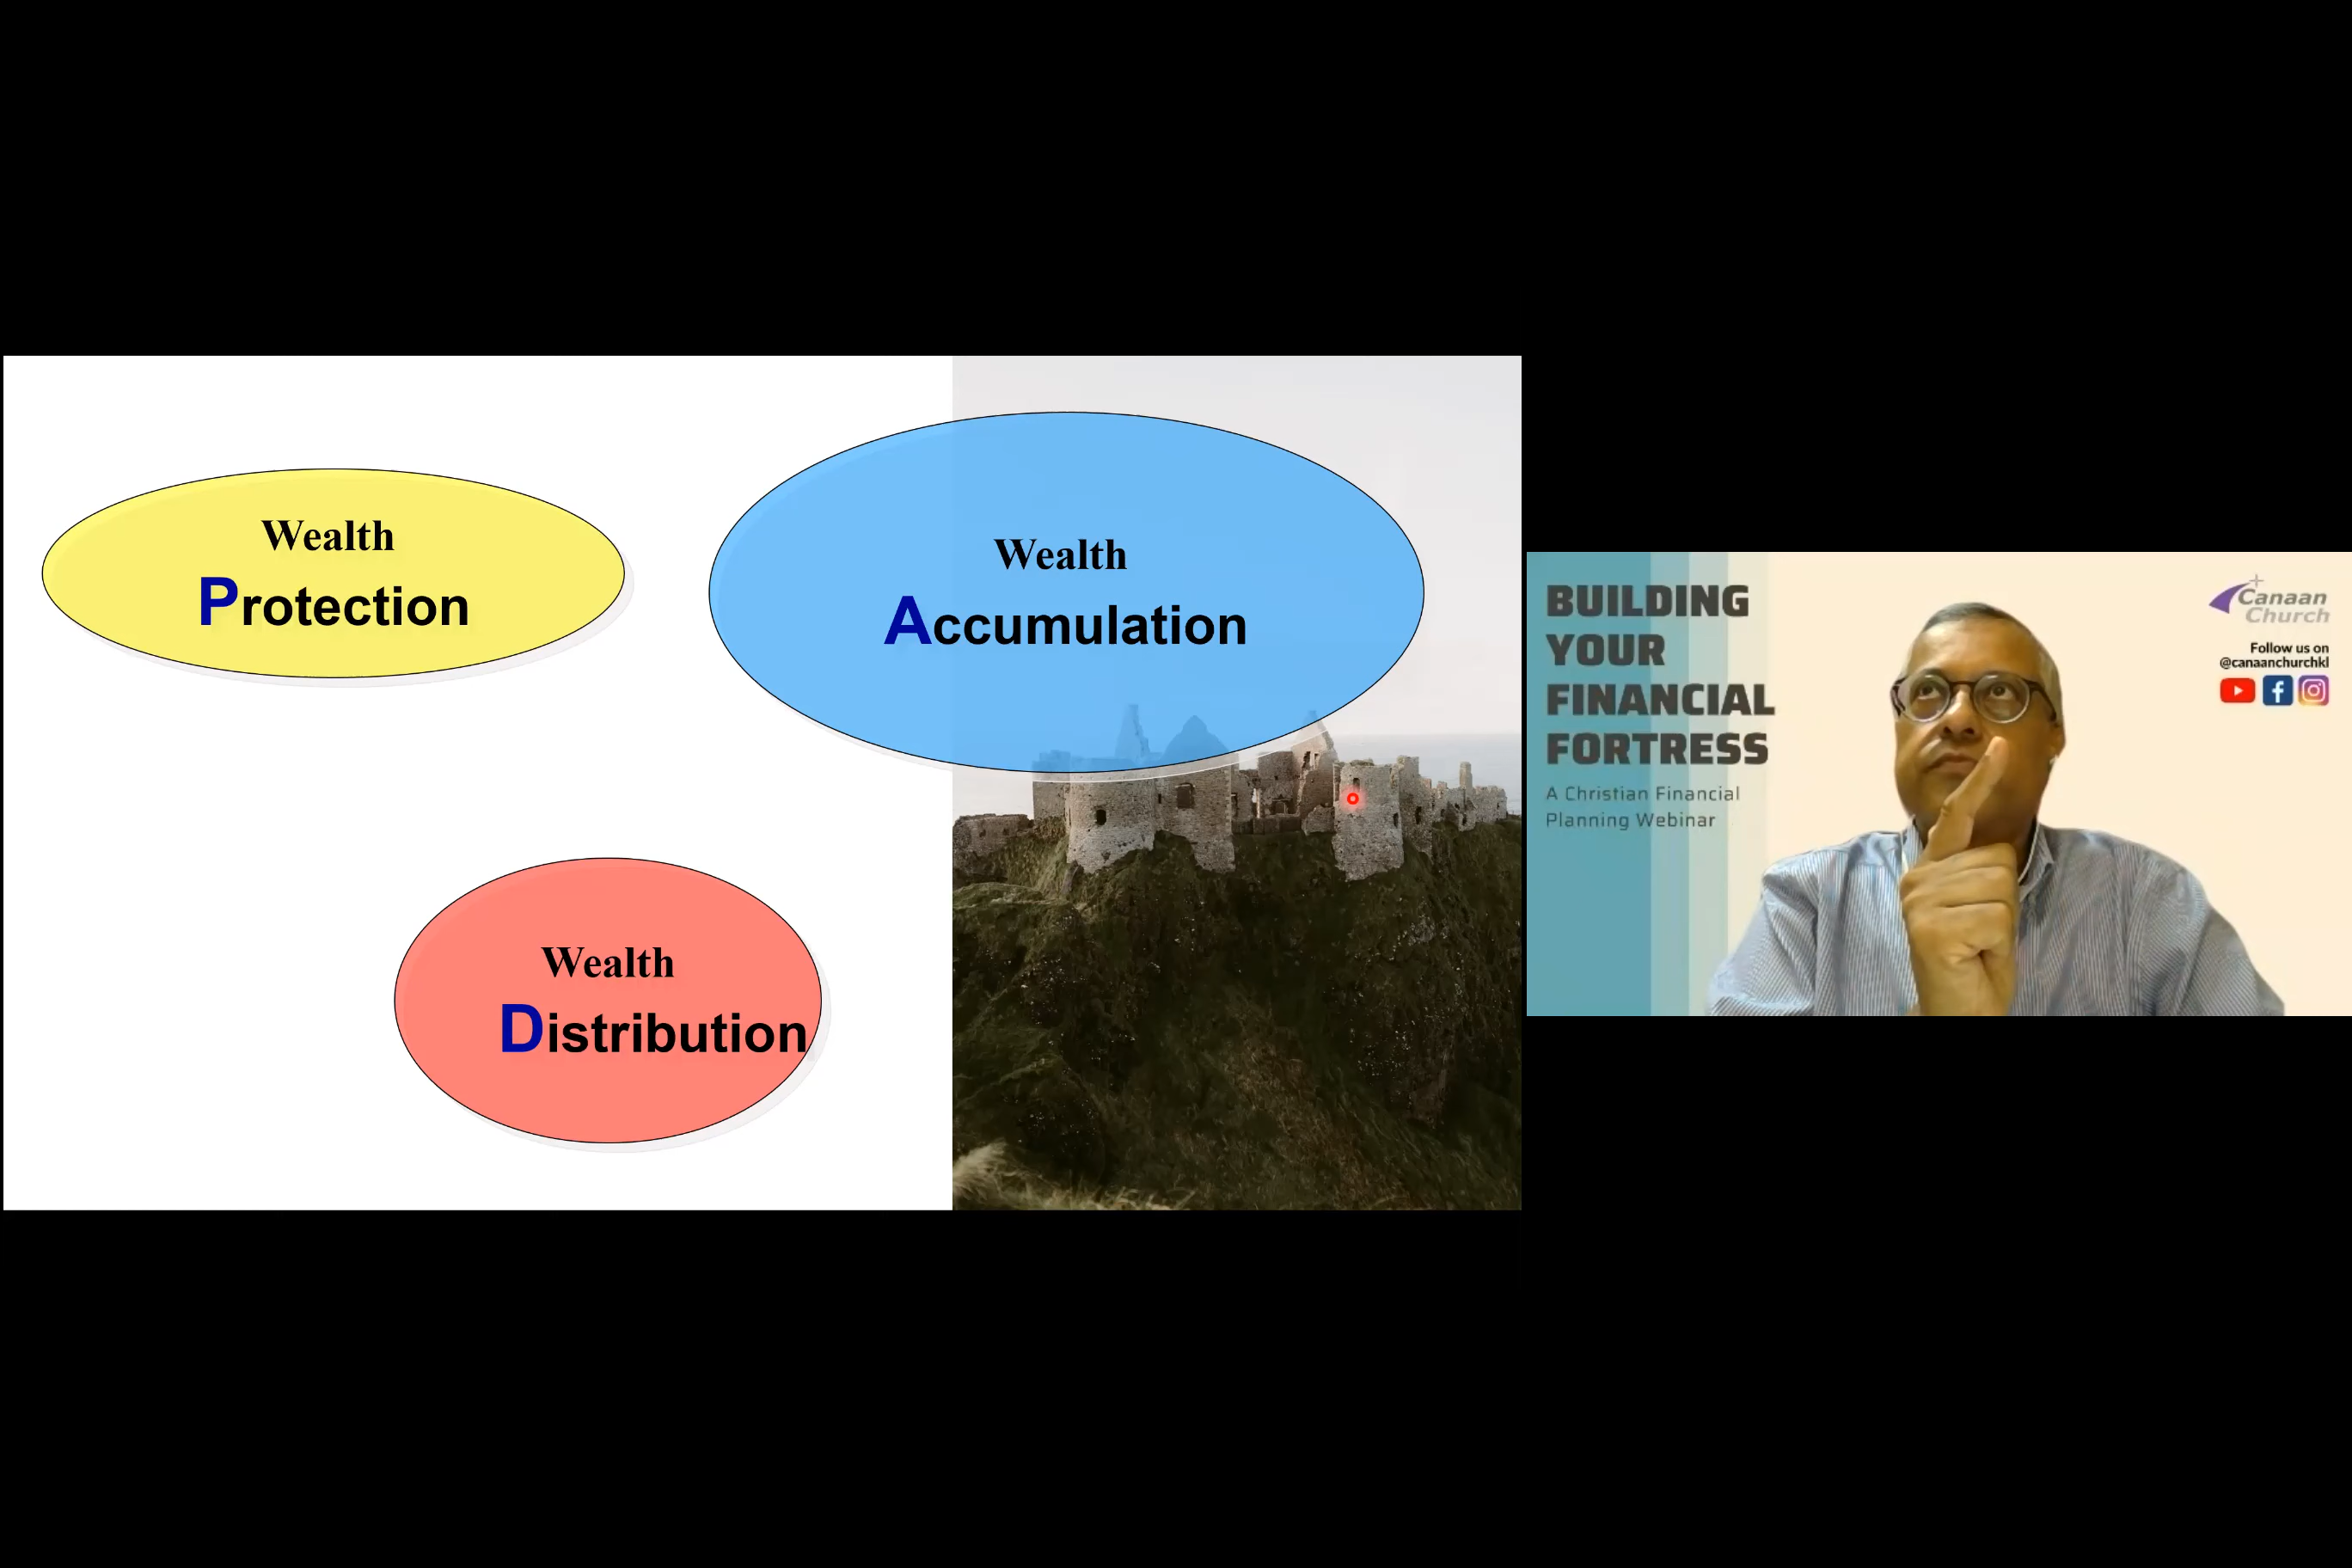 Wealth
Protection
Wealth
Accumulation
Wealth
Distribution
BUILDING
YOUR
FINANCIAL
FORTRESS
A Christian Financial
Planning Webinar
Canaan
Church
Follow us on
@canaanchurchkl